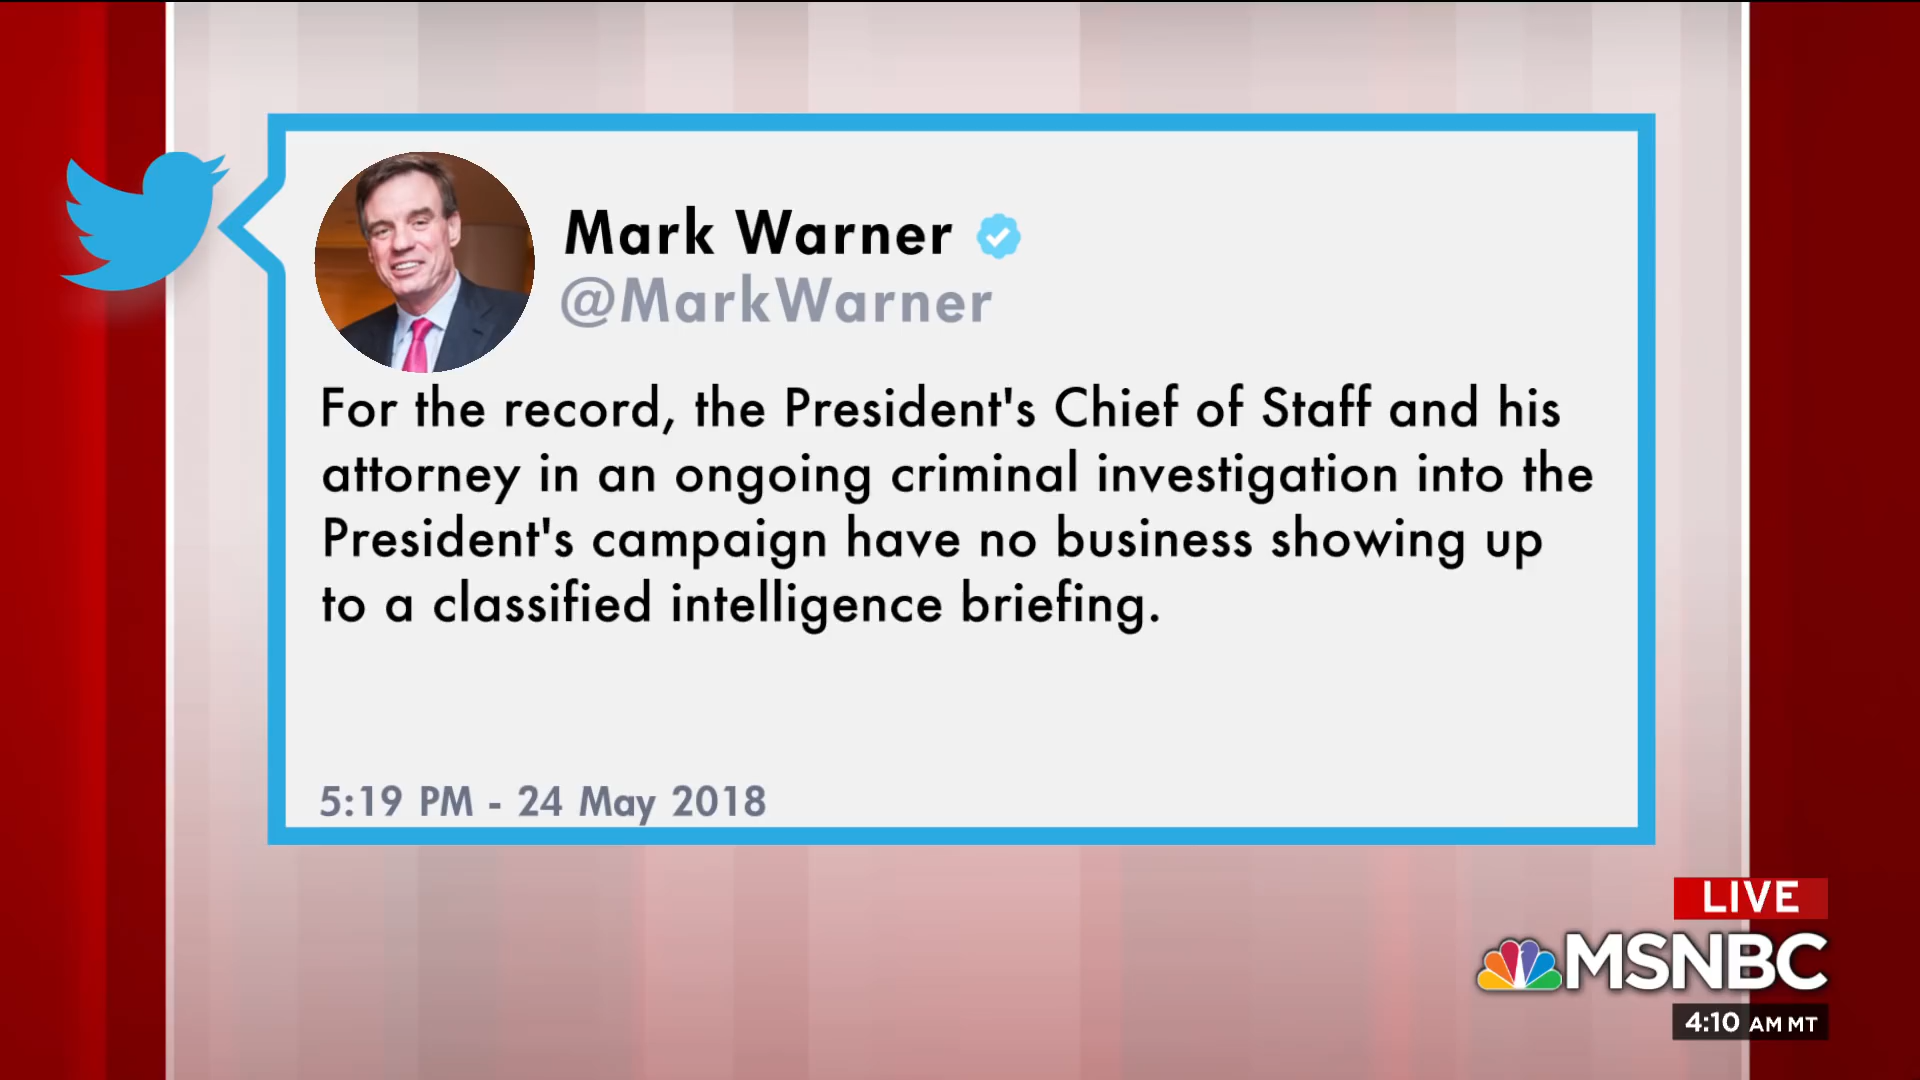 Mark Warner
@MarkWarner
For the record, the President's Chief of Staff and his
attorney in an ongoing criminal investigation into the
President's campaign have no business showing up
to a classified intelligence briefing.
5:19 PM - 24 May 2018
LIVE
MSNBC
4:10 AM MT